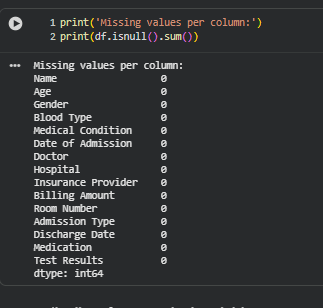 1 print('Missing values per column:')
2 print(df.isnull().sum())
Missing values per column:
Name 0
Age 0
Gender 0
Blood Type 0
Medical Condition 0
Date of Admission 0
Doctor 0
Hospital 0
Insurance Provider 0
Billing Amount 0
Room Number 0
Admission Type 0
Discharge Date 0
Medication 0
Test Results 0
dtype: int64